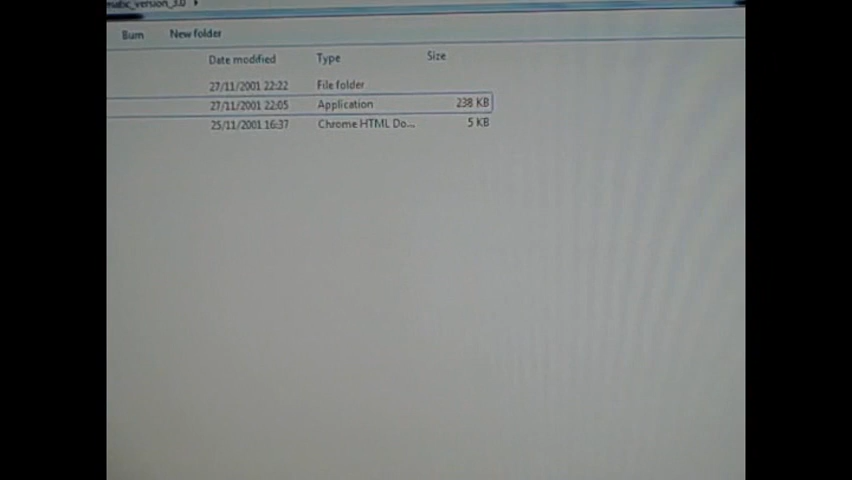 Burn New folder
Date modified Type Size
27/11/2001 22:22 File folder
27/11/2001 22:05 Application 238 KB
25/11/2001 16:37 Chrome HTML Do... 5 KB